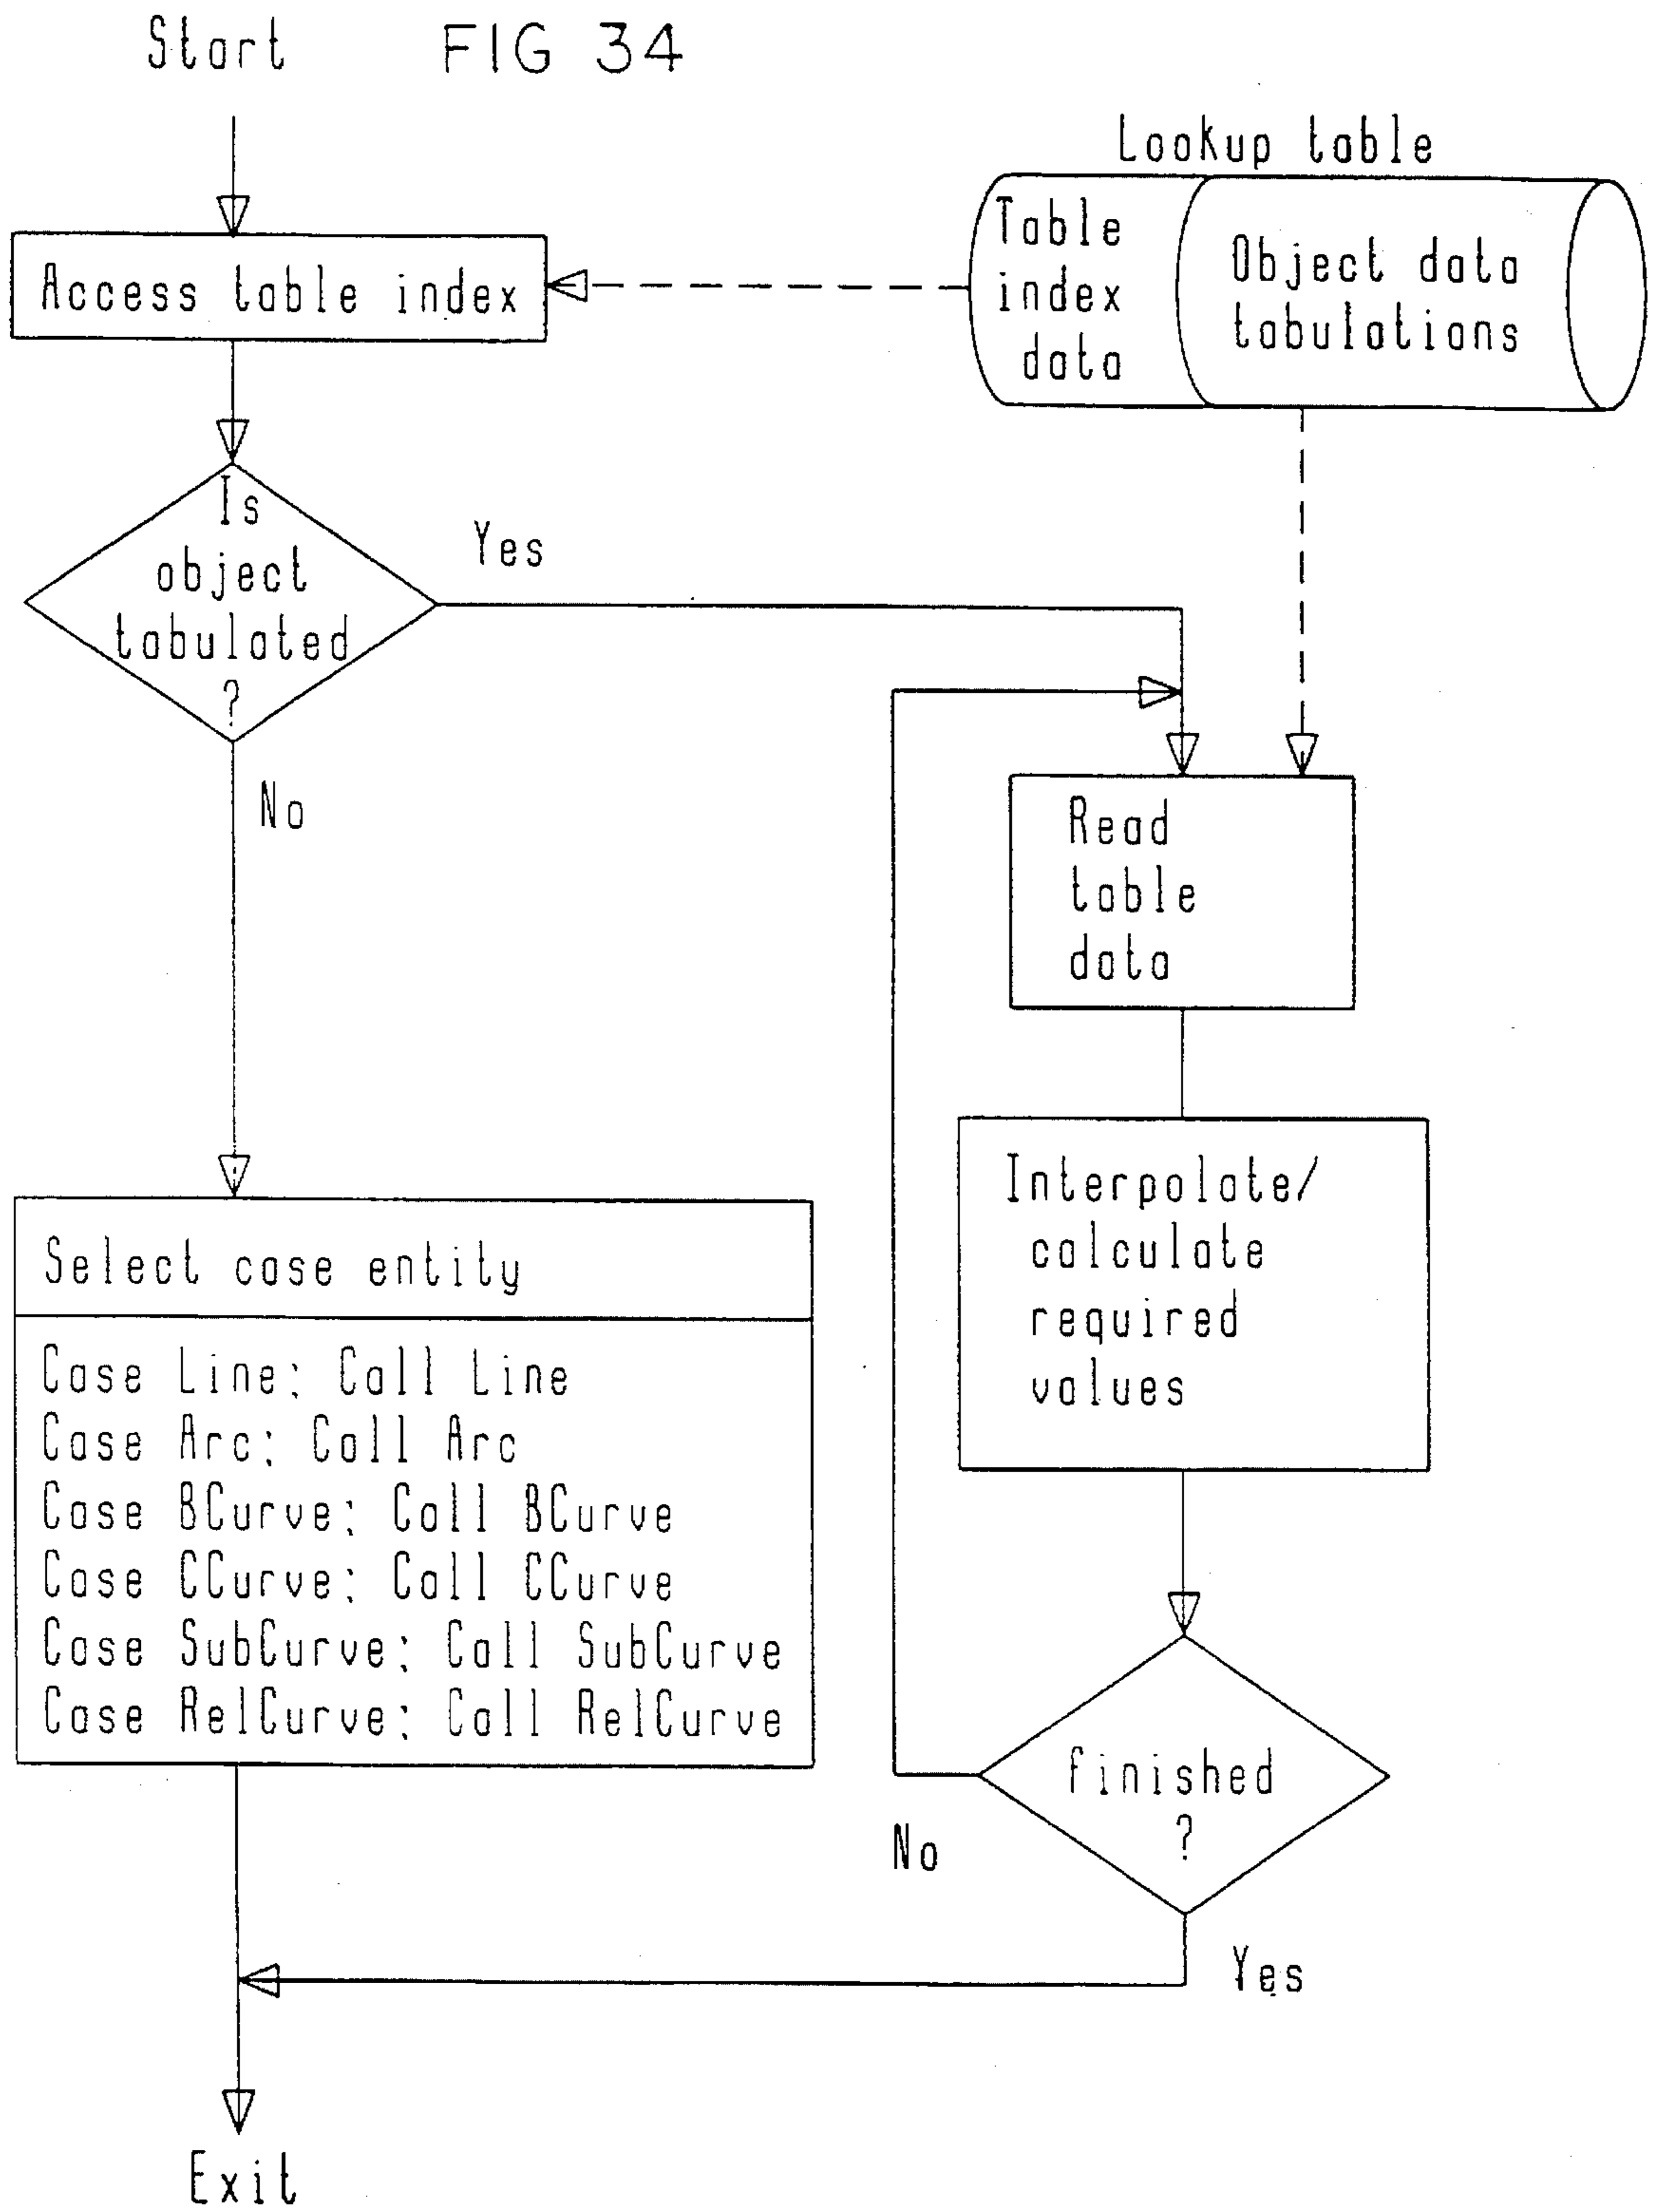 Start
FIG 34
Lookup table
Table
index
data
Object data
tabulations
Access table index
Is
object
tabulated
?
Yes
No
Read
table
data
Interpolate/
calculate
required
values
Select case entity
Case Line: Call Line
Case Arc: Call Arc
Case BCurve: Call BCurve
Case CCurve: Call CCurve
Case SubCurve: Call SubCurve
Case RelCurve: Call RelCurve
finished
?
No
Yes
Exit